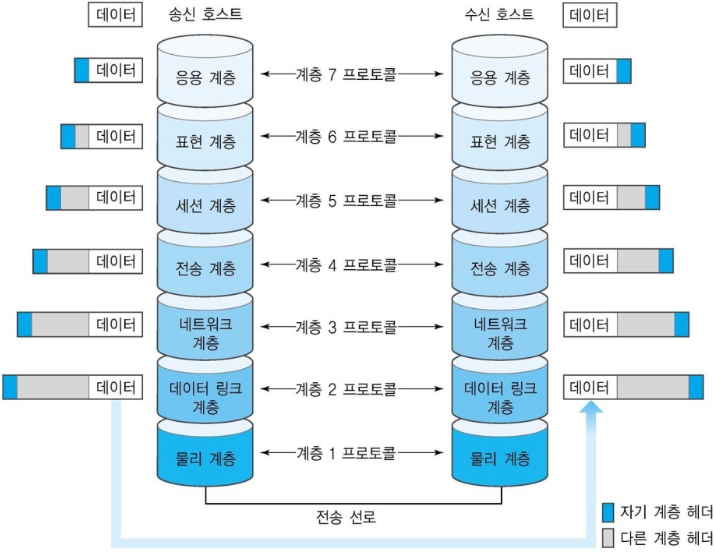 데이터
송신 호스트
수신 호스트
데이터
데이터
응용 계층
계층 7 프로토콜
응용 계층
데이터
데이터
표현 계층
계층 6 프로토콜
표현 계층
데이터
데이터
세션 계층
계층 5 프로토콜
세션 계층
데이터
데이터
전송 계층
계층 4 프로토콜
전송 계층
데이터
데이터
네트워크
계층
계층 3 프로토콜
네트워크
계층
데이터
데이터
데이터 링크
계층
계층 2 프로토콜
데이터 링크
계층
데이터
물리 계층
계층 1 프로토콜
물리 계층
전송 선로
자기 계층 헤더
다른 계층 헤더